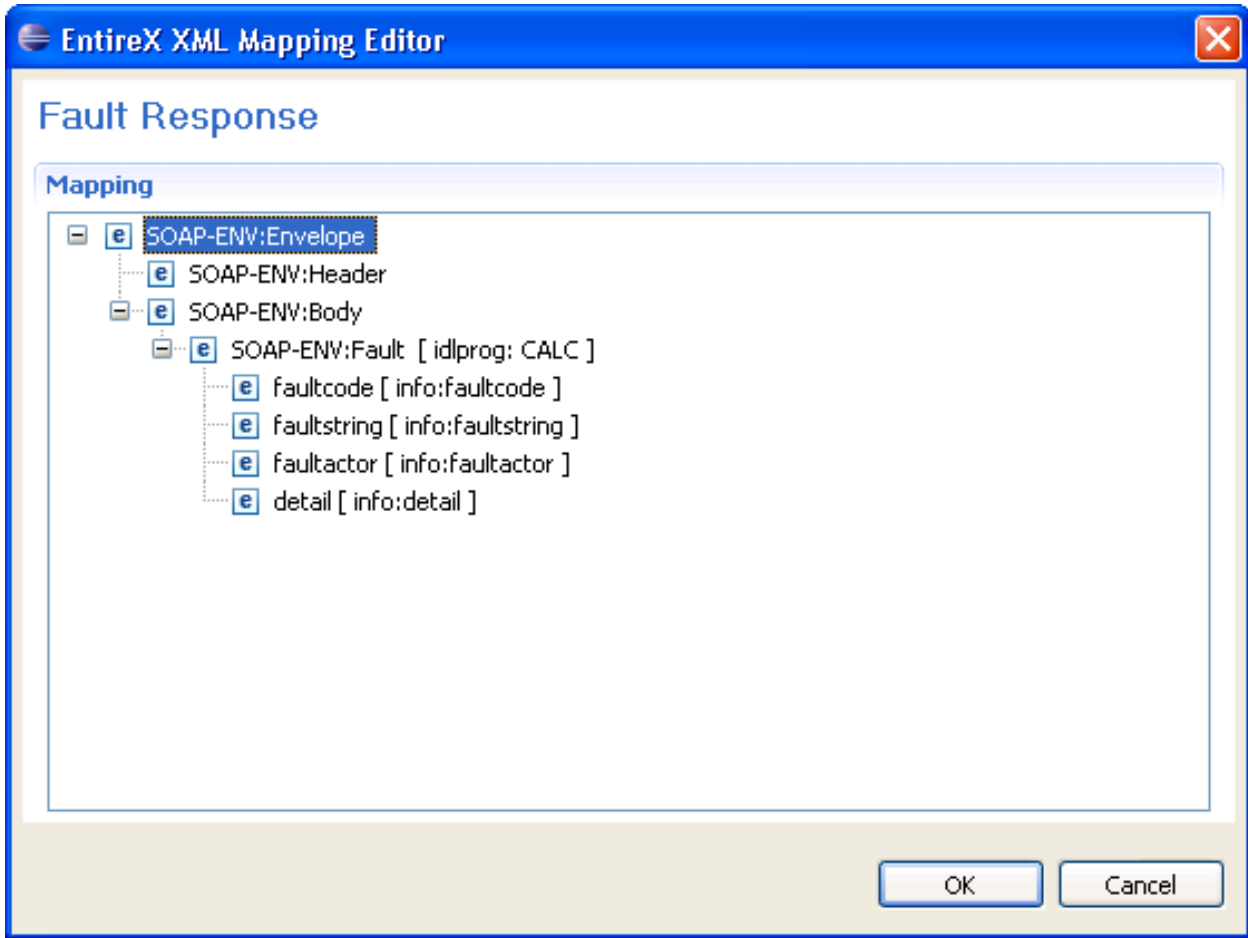 EntireX XML Mapping Editor
Fault Response
Mapping
e SOAP-ENV:Envelope
e SOAP-ENV:Header
e SOAP-ENV:Body
e SOAP-ENV:Fault [ idlprog: CALC ]
e faultcode [ info:faultcode ]
e faultstring [ info:faultstring ]
e faultactor [ info:faultactor ]
e detail [ info:detail ]
OK Cancel